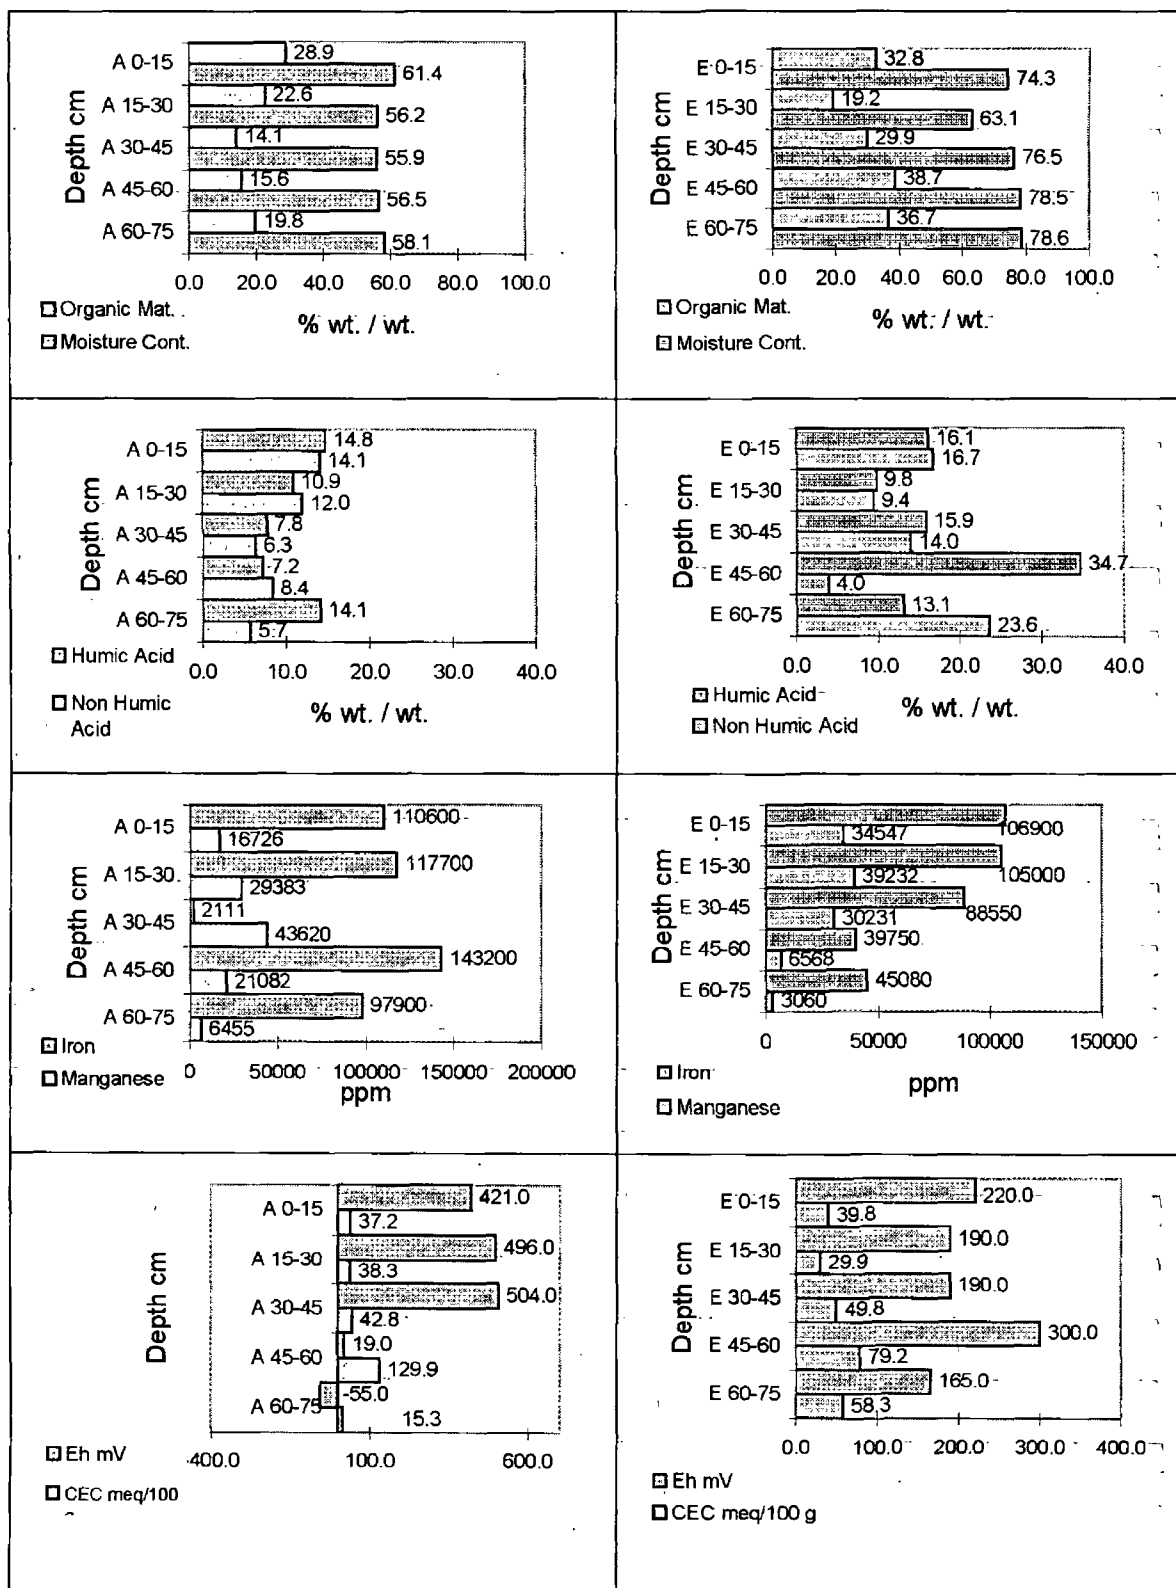 Depth cm
A 0-15
28.9
61.4
A 15-30
22.6
56.2
A 30-45
14.1
55.9
A 45-60
15.6
56.5
A 60-75
19.8
58.1
0.0 20.0 40.0 60.0 80.0 100.0
Organic Mat.
Moisture Cont.
% wt. / wt.
Depth cm
E 0-15
32.8
74.3
E 15-30
19.2
63.1
E 30-45
29.9
76.5
E 45-60
38.7
78.5
E 60-75
36.7
78.6
0.0 20.0 40.0 60.0 80.0 100.0
Organic Mat.
Moisture Cont.
% wt. / wt.
Depth cm
A 0-15
14.8
14.1
A 15-30
10.9
12.0
A 30-45
7.8
6.3
A 45-60
7.2
8.4
A 60-75
14.1
5.7
0.0 10.0 20.0 30.0 40.0
Humic Acid
Non Humic
Acid
% wt. / wt.
Depth cm
E 0-15
16.1
16.7
E 15-30
9.8
9.4
E 30-45
15.9
14.0
E 45-60
34.7
4.0
E 60-75
13.1
23.6
0.0 10.0 20.0 30.0 40.0
Humic Acid
Non Humic Acid
% wt. / wt.
Depth cm
A 0-15
110600
16726
A 15-30
117700
29383
A 30-45
2111
43620
A 45-60
143200
21082
A 60-75
97900
6455
0 50000 100000 150000 200000
Iron
Manganese
ppm
Depth cm
E 0-15
106900
34547
E 15-30
105000
39232
E 30-45
88550
30231
E 45-60
39750
6568
E 60-75
45080
3060
0 50000 100000 150000
Iron
Manganese
ppm
Depth cm
A 0-15
421.0
37.2
A 15-30
496.0
38.3
A 30-45
504.0
42.8
A 45-60
19.0
129.9
A 60-75
-55.0
15.3
-400.0 100.0 600.0
Eh mV
CEC meq/100
Depth cm
E 0-15
220.0
39.8
E 15-30
190.0
29.9
E 30-45
190.0
49.8
E 45-60
300.0
79.2
E 60-75
165.0
58.3
0.0 100.0 200.0 300.0 400.0
Eh mV
CEC meq/100 g